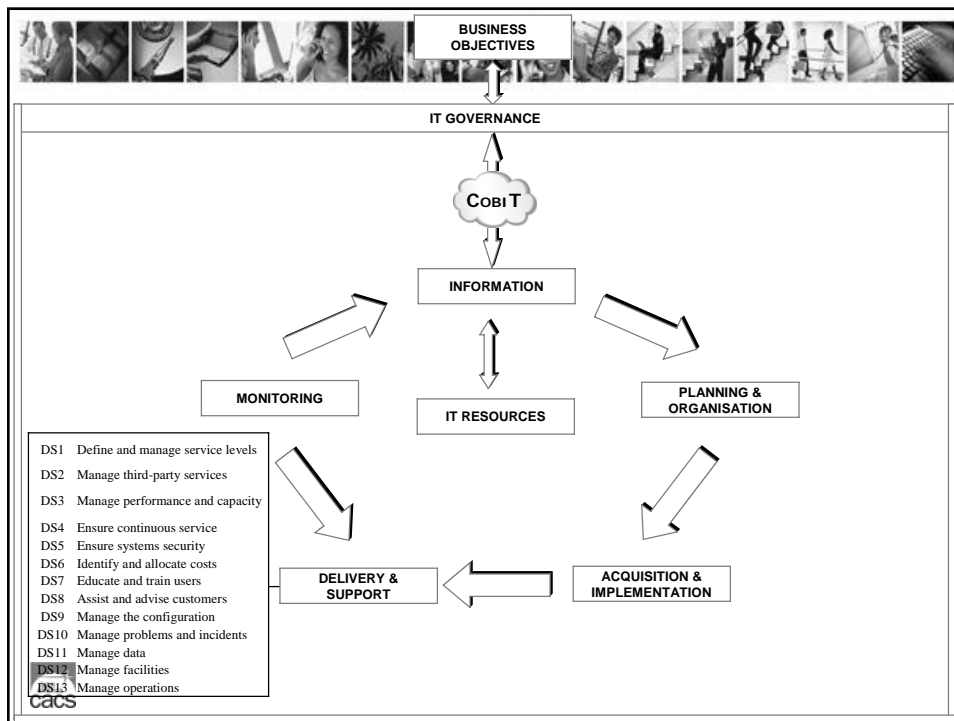 BUSINESS
OBJECTIVES
IT GOVERNANCE
COBIT
INFORMATION
MONITORING
IT RESOURCES
PLANNING &
ORGANISATION
DS1 Define and manage service levels
DS2 Manage third-party services
DS3 Manage performance and capacity
DS4 Ensure continuous service
DS5 Ensure systems security
DS6 Identify and allocate costs
DS7 Educate and train users
DS8 Assist and advise customers
DS9 Manage the configuration
DS10 Manage problems and incidents
DS11 Manage data
DS12 Manage facilities
DS13 Manage operations
DELIVERY &
SUPPORT
ACQUISITION &
IMPLEMENTATION
cacs